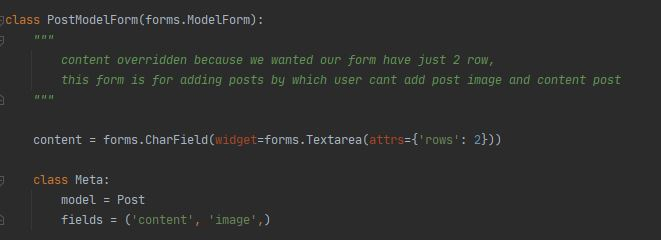 class PostModelForm(forms.ModelForm):
"""
content overridden because we wanted our form have just 2 row,
this form is for adding posts by which user cant add post image and content post
"""
content = forms.CharField(widget=forms.Textarea(attrs={'rows': 2}))
class Meta:
model = Post
fields = ('content', 'image',)